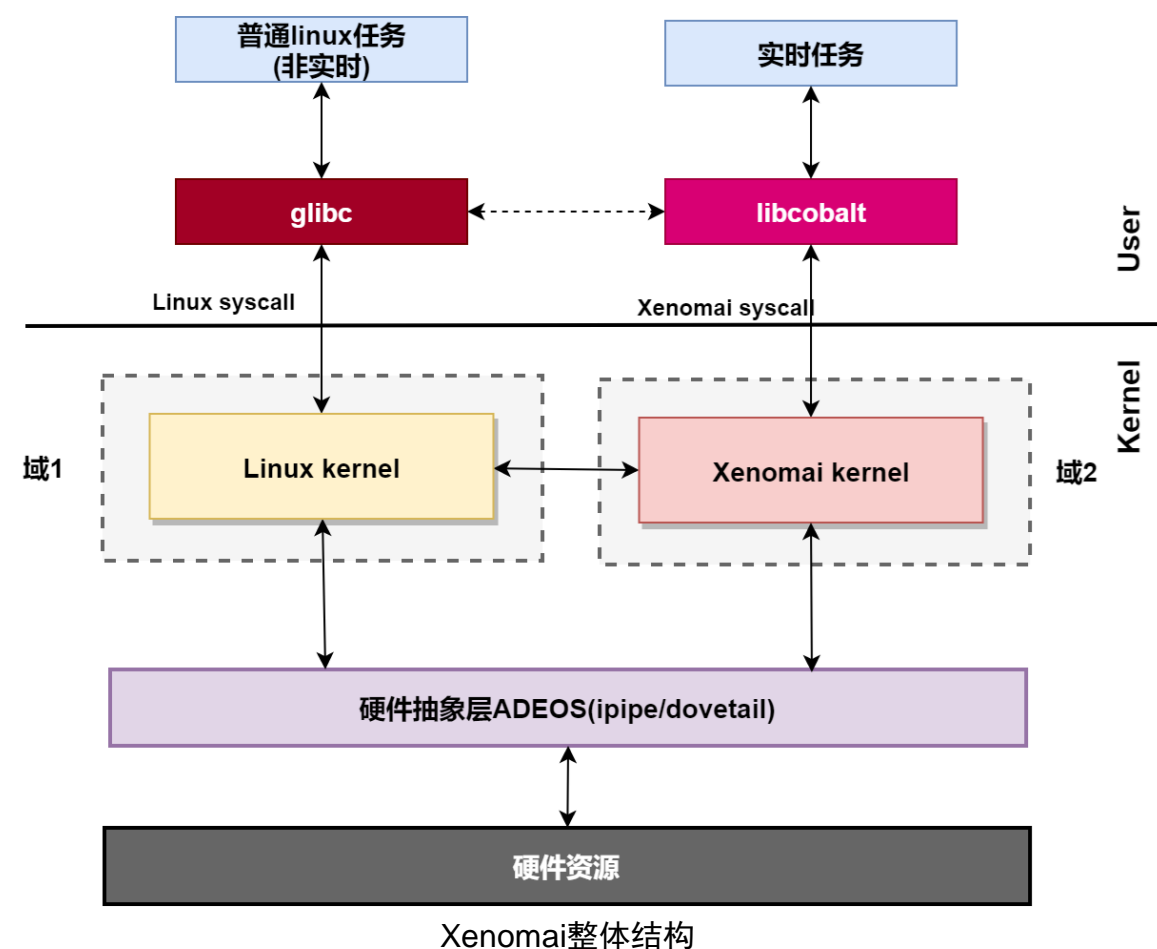 普通linux任务
(非实时)
实时任务
glibc
libcobalt
User
Linux syscall
Xenomai syscall
Kernel
域1
Linux kernel
Xenomai kernel
域2
硬件抽象层ADEOS(ipipe/dovetail)
硬件资源
Xenomai整体结构